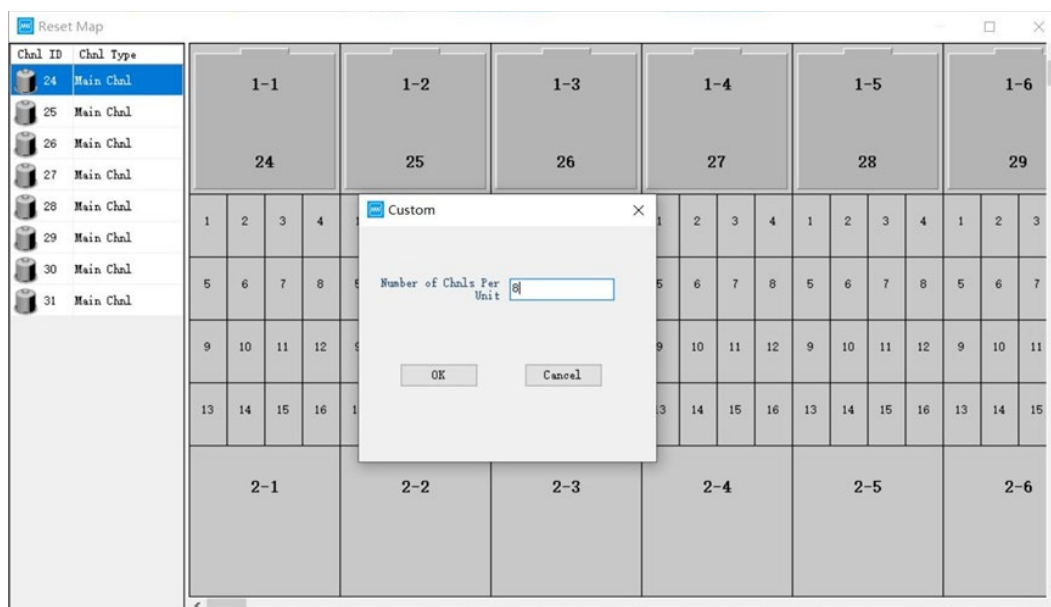 Reset Map
Chnl ID Chnl Type
24 Main Chnl
25 Main Chnl
26 Main Chnl
27 Main Chnl
28 Main Chnl
29 Main Chnl
30 Main Chnl
31 Main Chnl
1-1 1-2 1-3 1-4 1-5 1-6
24 25 26 27 28 29
1 2 3 4 1 1 2 3 4 1 2 3 4 1 2 3
5 6 7 8 5 6 7 8 5 6 7 8 5 6 7
9 10 11 12 9 10 11 12 9 10 11 12 9 10 11
13 14 15 16 1 13 14 15 16 13 14 15 16 13 14 15
2-1 2-2 2-3 2-4 2-5 2-6
Custom
Number of Chnls Per
Unit
8
OK Cancel